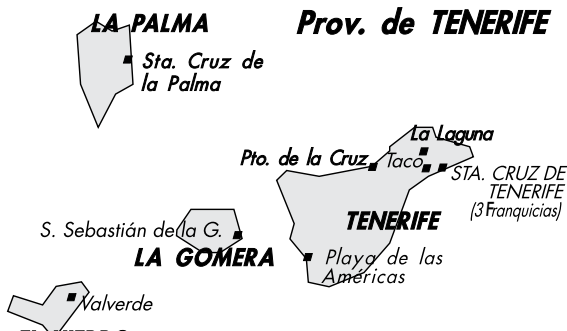 LA PALMA
Prov. de TENERIFE
Sta. Cruz de
la Palma
La Laguna
Pto. de la Cruz
Taco
STA. CRUZ DE
TENERIFE
(3 Franquicias)
TENERIFE
S. Sebastián de la G.
LA GOMERA
Playa de las
Américas
Valverde